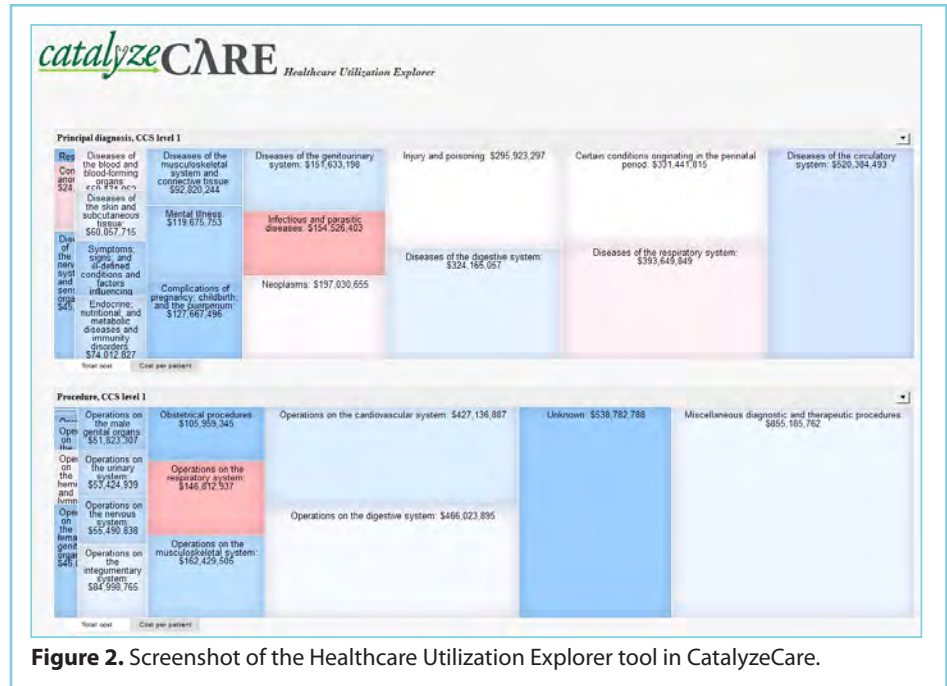 catalyzeCARE Healthcare Utilization Explorer
Principal diagnosis, CCS level 1
Diseases of
the blood and
blood-forming
organs:
Diseases of
the skin and
subcutaneous
tissue:
$60,057,715
Symptoms;
signs; and
ill-defined
conditions and
factors
influencing
Endocrine;
nutritional; and
metabolic
diseases and
immunity
disorders:
$74,012,827
of
the
and
Diseases of the
musculoskeletal
system and
connective tissue:
$92,820,244
Mental Illness:
$119,675,753
Complications of
pregnancy; childbirth;
and the puerperium:
$127,667,496
Diseases of the genitourinary
system: $151,633,198
Infectious and parasitic
diseases: $154,526,403
Neoplasms: $197,030,655
Injury and poisoning: $295,923,297
Diseases of the digestive system:
$324,165,057
Certain conditions originating in the perinatal
period: $331,441,815
Diseases of the respiratory system:
$393,649,849
Diseases of the circulatory
system: $520,384,493
Total cost Cost per patient
Procedure, CCS level 1
on
the
and
Operations on
the male
genital organs:
$51,823,307
Operations on
the urinary
system:
$53,424,939
Operations on
the nervous
system:
$55,490,838
Operations on
the
integumentary
system:
$84,998,765
Obstetrical procedures:
$105,959,345
Operations on the
respiratory system:
$146,812,937
Operations on the
musculoskeletal system:
$162,429,505
Operations on the cardiovascular system: $427,136,887
Operations on the digestive system: $466,023,895
Unknown: $538,782,788
Miscellaneous diagnostic and therapeutic procedures:
$855,185,762
Total cost Cost per patient
Figure 2. Screenshot of the Healthcare Utilization Explorer tool in CatalyzeCare.